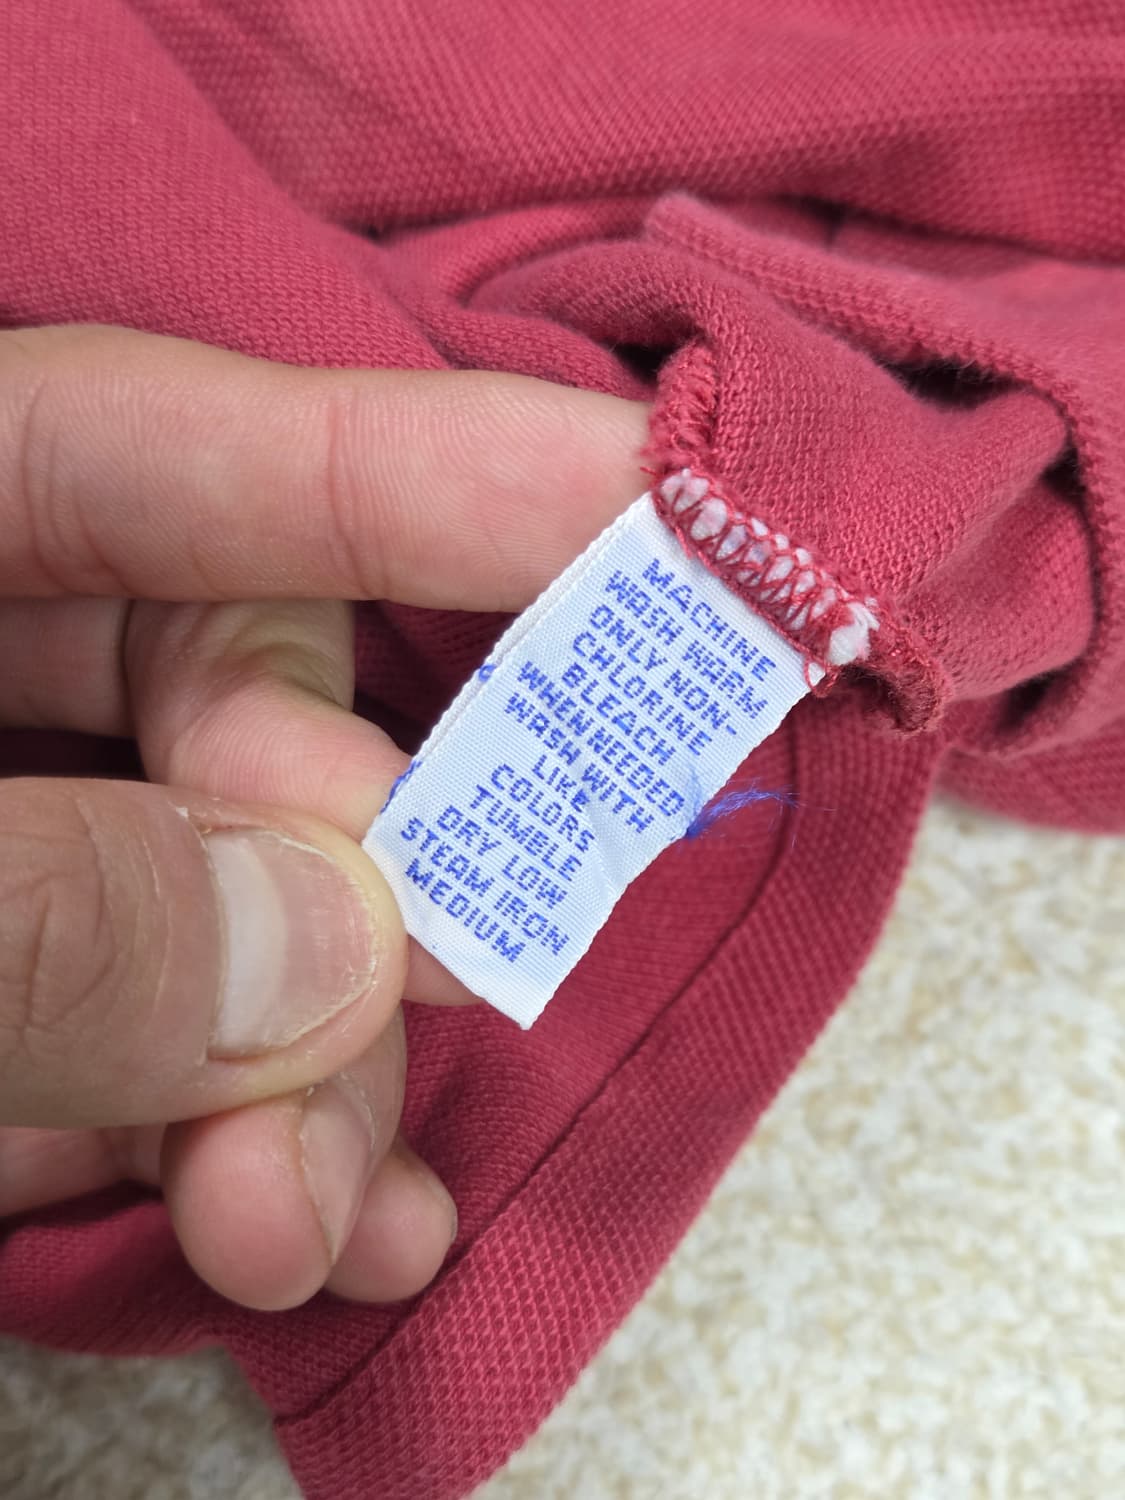 MACHINE
WASH WARM
ONLY NON-
CHLORINE
BLEACH
WHEN NEEDED
WASH WITH
LIKE
COLORS
TUMBLE
DRY LOW
STEAM IRON
MEDIUM